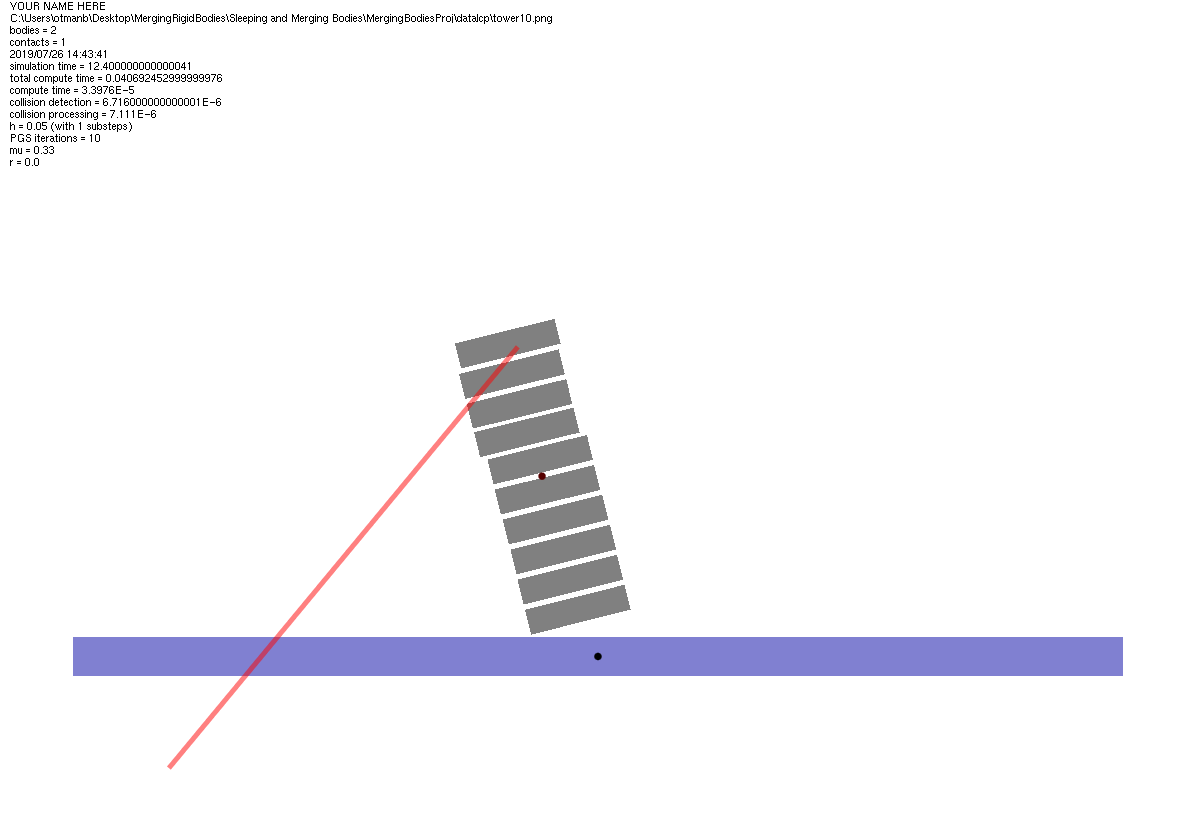 YOUR NAME HERE
C:\Users\otmanb\Desktop\MergingRigidBodies\Sleeping and Merging Bodies\MergingBodiesProj\datalcp\tower10.png
bodies = 2
contacts = 1
2019/07/26 14:43:41
simulation time = 12.400000000000041
total compute time = 0.040692452999999976
compute time = 3.3976E-5
collision detection = 6.716000000000001E-6
collision processing = 7.111E-6
h = 0.05 (with 1 substeps)
PGS iterations = 10
mu = 0.33
r = 0.0